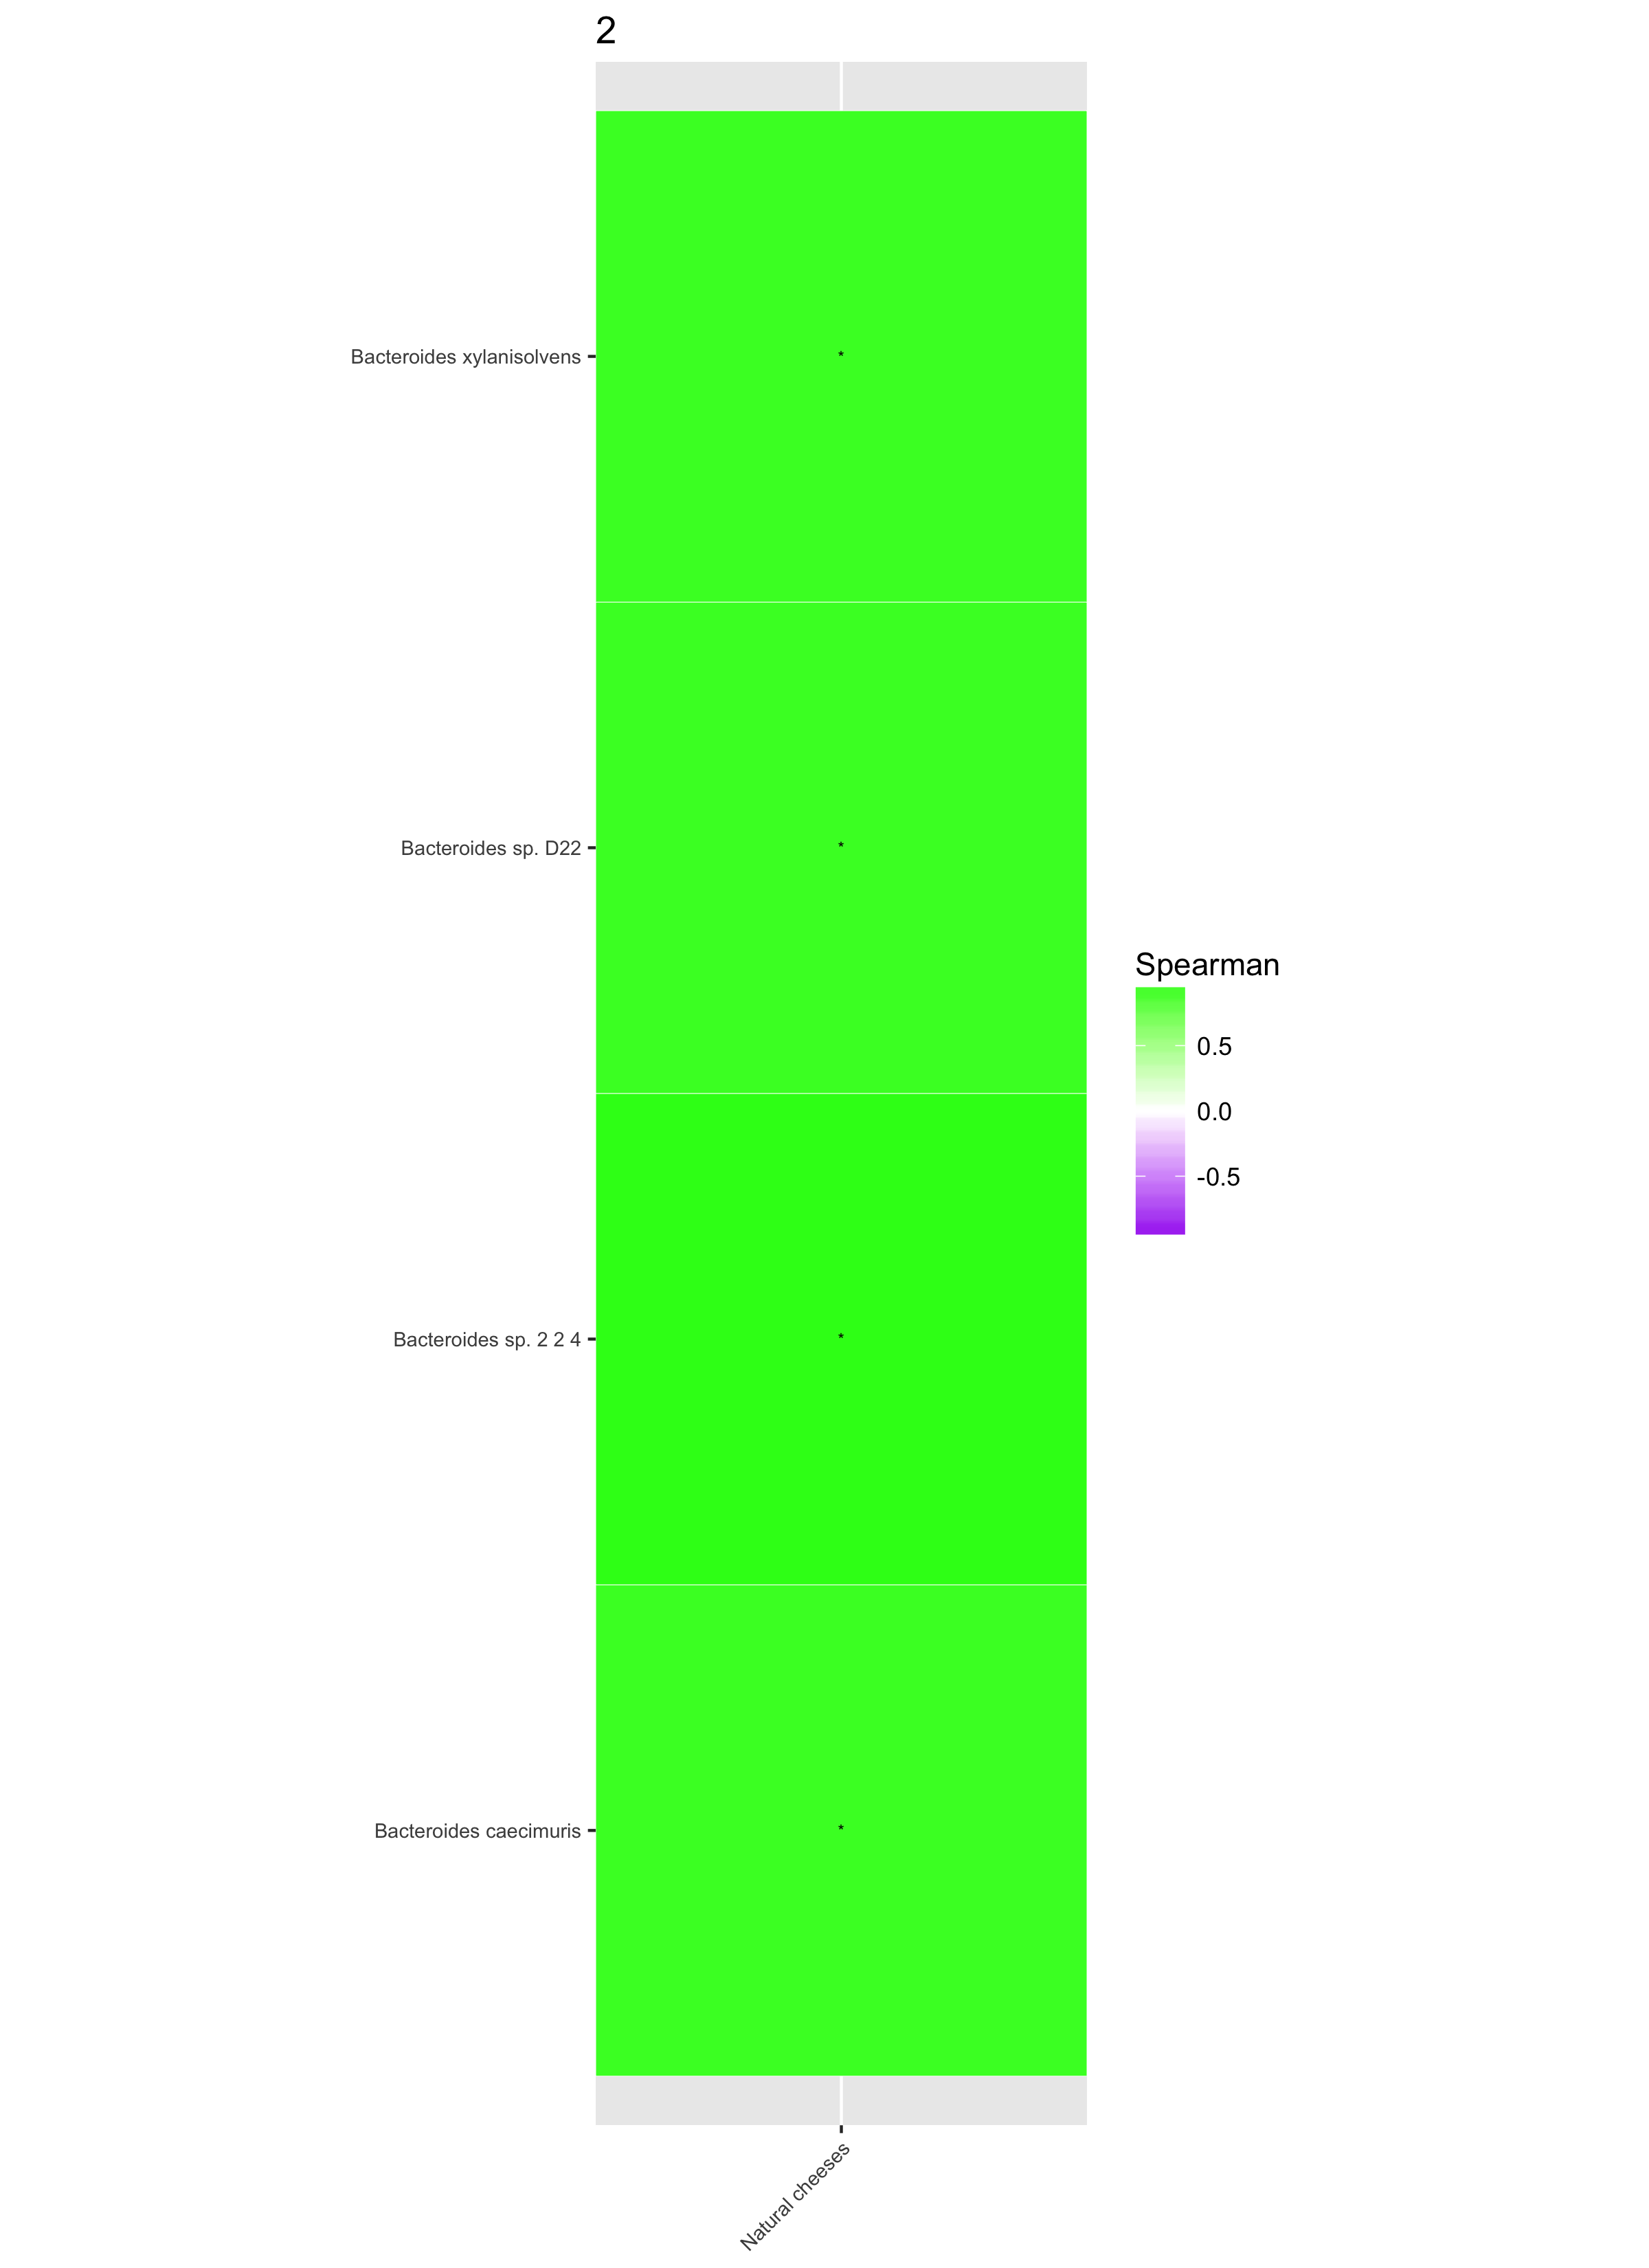 2
Bacteroides xylanisolvens
*
Bacteroides sp. D22
*
Bacteroides sp. 2 2 4
*
Bacteroides caecimuris
*
Natural cheeses
Spearman
0.5
0.0
-0.5